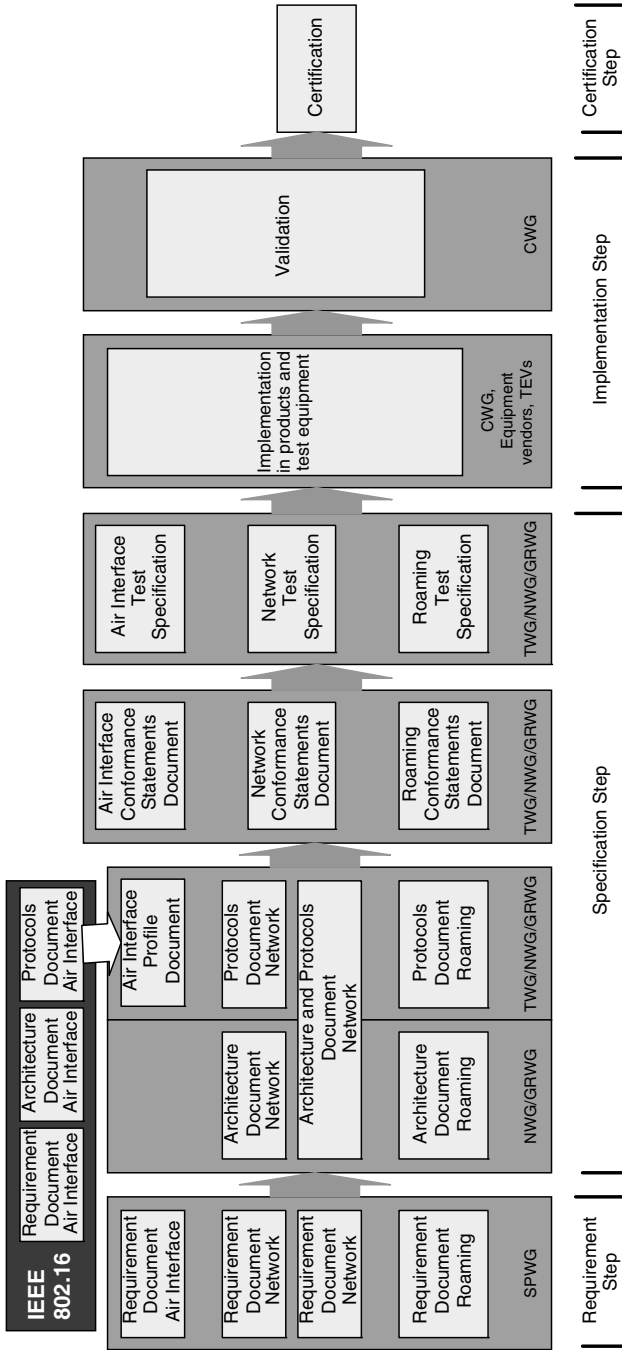 IEEE
802.16
Requirement
Document
Air Interface
Architecture
Document
Air Interface
Protocols
Document
Air Interface
Requirement
Document
Air Interface
Requirement
Document
Network
Requirement
Document
Network
Requirement
Document
Roaming
SPWG
Architecture
Document
Network
Architecture and Protocols
Document
Network
Architecture
Document
Roaming
NWG/GRWG
Air Interface
Profile
Document
Protocols
Document
Network
Protocols
Document
Roaming
TWG/NWG/GRWG
Air Interface
Conformance
Statements
Document
Network
Conformance
Statements
Document
Roaming
Conformance
Statements
Document
TWG/NWG/GRWG
Air Interface
Test
Specification
Network
Test
Specification
Roaming
Test
Specification
TWG/NWG/GRWG
Implementation
in products and
test equipment
CWG,
Equipment
vendors, TEVs
Validation
CWG
Certification
Requirement
Step
Specification Step
Implementation Step
Certification
Step